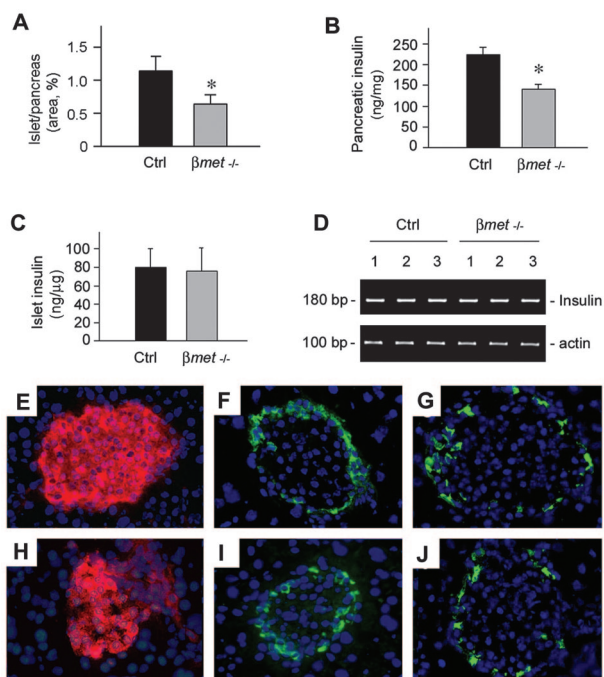 A
Islet/pancreas
(area, %)
1.5
1.0
0.5
0
*
Ctrl
βmet -/-
B
Pancreatic insulin
(ng/mg)
250
200
150
100
50
0
*
Ctrl
βmet -/-
C
Islet insulin
(ng/μg)
100
80
60
40
20
0
Ctrl
βmet -/-
D
Ctrl
βmet -/-
1 2 3 1 2 3
180 bp - - Insulin
100 bp - - actin
E
F
G
H
I
J